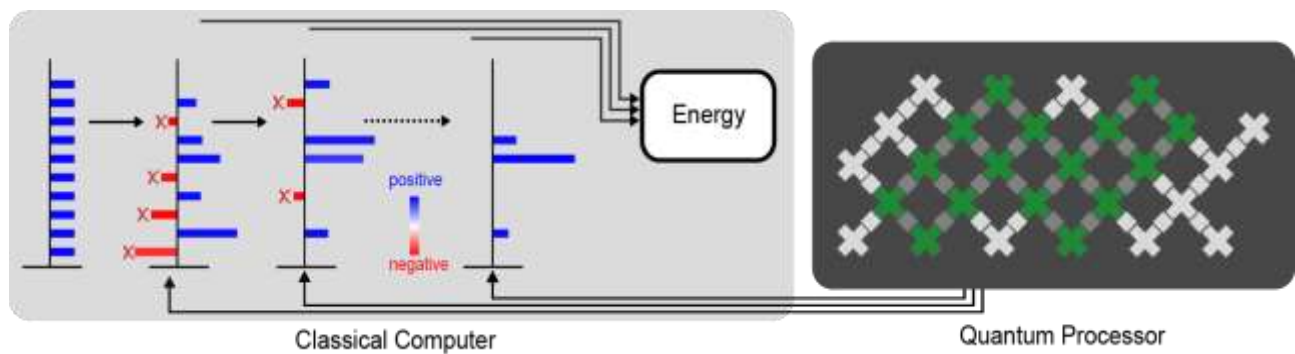 Energy
positive
negative
X
X
X
X
X
X
Classical Computer
Quantum Processor